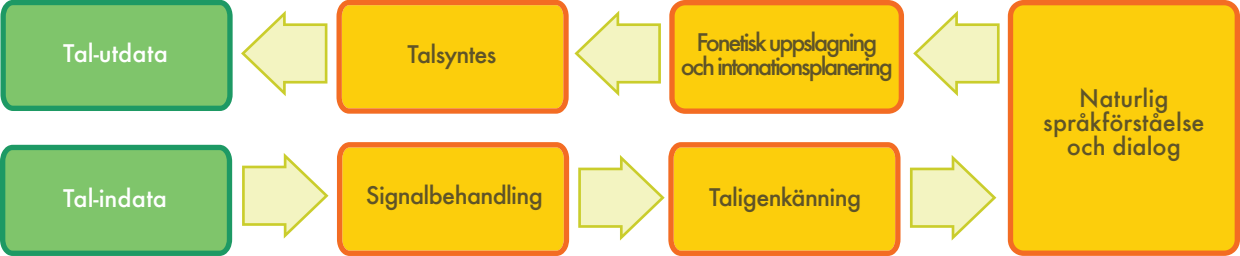 Tal-utdata
Talsyntes
Fonetisk uppslagning
och intonationsplanering
Naturlig
språkförståelse
och dialog
Tal-indata
Signalbehandling
Taligenkänning